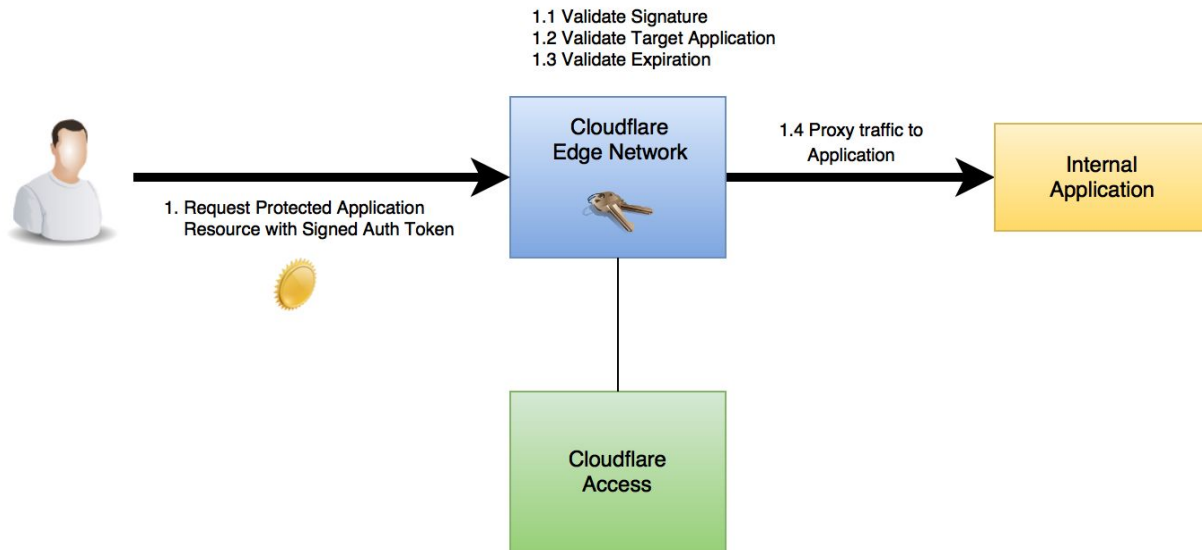 1.1 Validate Signature
1.2 Validate Target Application
1.3 Validate Expiration
Cloudflare
Edge Network
1. Request Protected Application
Resource with Signed Auth Token
1.4 Proxy traffic to
Application
Internal
Application
Cloudflare
Access